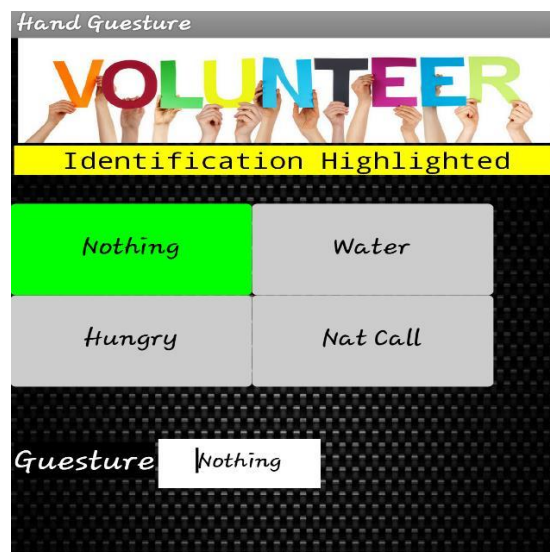 Hand Guesture
VOLUNTEER
Identification Highlighted
Nothing Water
Hungry Nat Call
Guesture Nothing